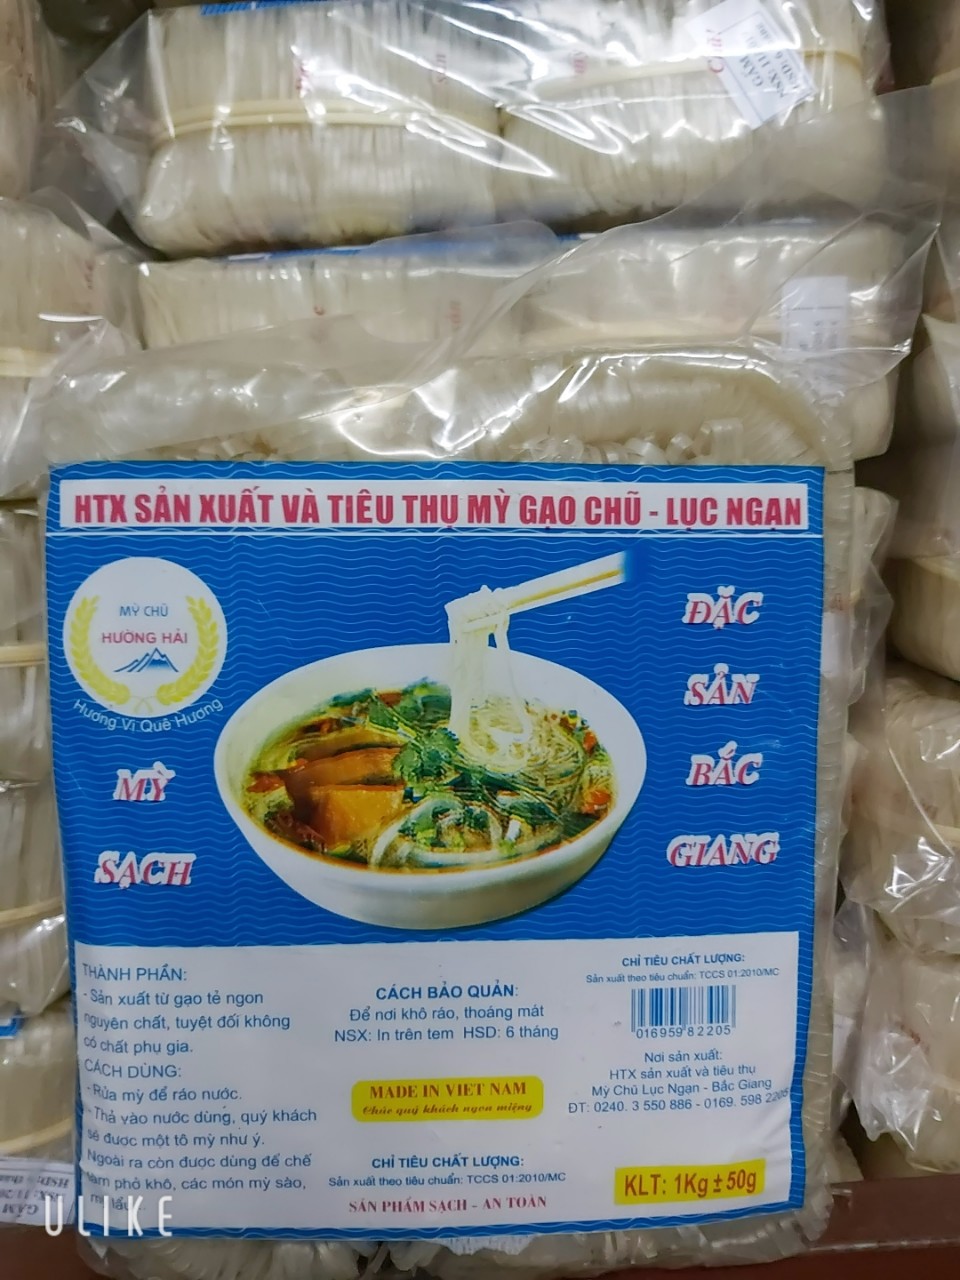 HTX SẢN XUẤT VÀ TIÊU THỤ MỲ GẠO CHŨ - LỤC NGẠN
MỲ CHŨ
HƯỜNG HẢI
Hương Vị Quê Hương
MỲ
SẠCH
ĐẶC
SẢN
BẮC
GIANG
THÀNH PHẦN:
- Sản xuất từ gạo tẻ ngon
nguyên chất, tuyệt đối không
có chất phụ gia.
CÁCH DÙNG:
- Rửa mỳ để ráo nước.
- Thả vào nước dùng, quý khách
sẽ được một tô mỳ như ý.
Ngoài ra còn được dùng để chế
làm phở khô, các món mỳ sào,
CÁCH BẢO QUẢN:
Để nơi khô ráo, thoáng mát
NSX: In trên tem HSD: 6 tháng
MADE IN VIET NAM
Chúc quý khách ngon miệng
CHỈ TIÊU CHẤT LƯỢNG:
Sản xuất theo tiêu chuẩn: TCCS 01:2010/MC
SẢN PHẨM SẠCH - AN TOÀN
CHỈ TIÊU CHẤT LƯỢNG:
Sản xuất theo tiêu chuẩn: TCCS 01:2010/MC
016959 82205
Nơi sản xuất:
HTX sản xuất và tiêu thụ
Mỳ Chũ Lục Ngạn - Bắc Giang
ĐT: 0240. 3 550 886 - 0169. 598 2205
KLT: 1Kg ± 50g
ULIKE